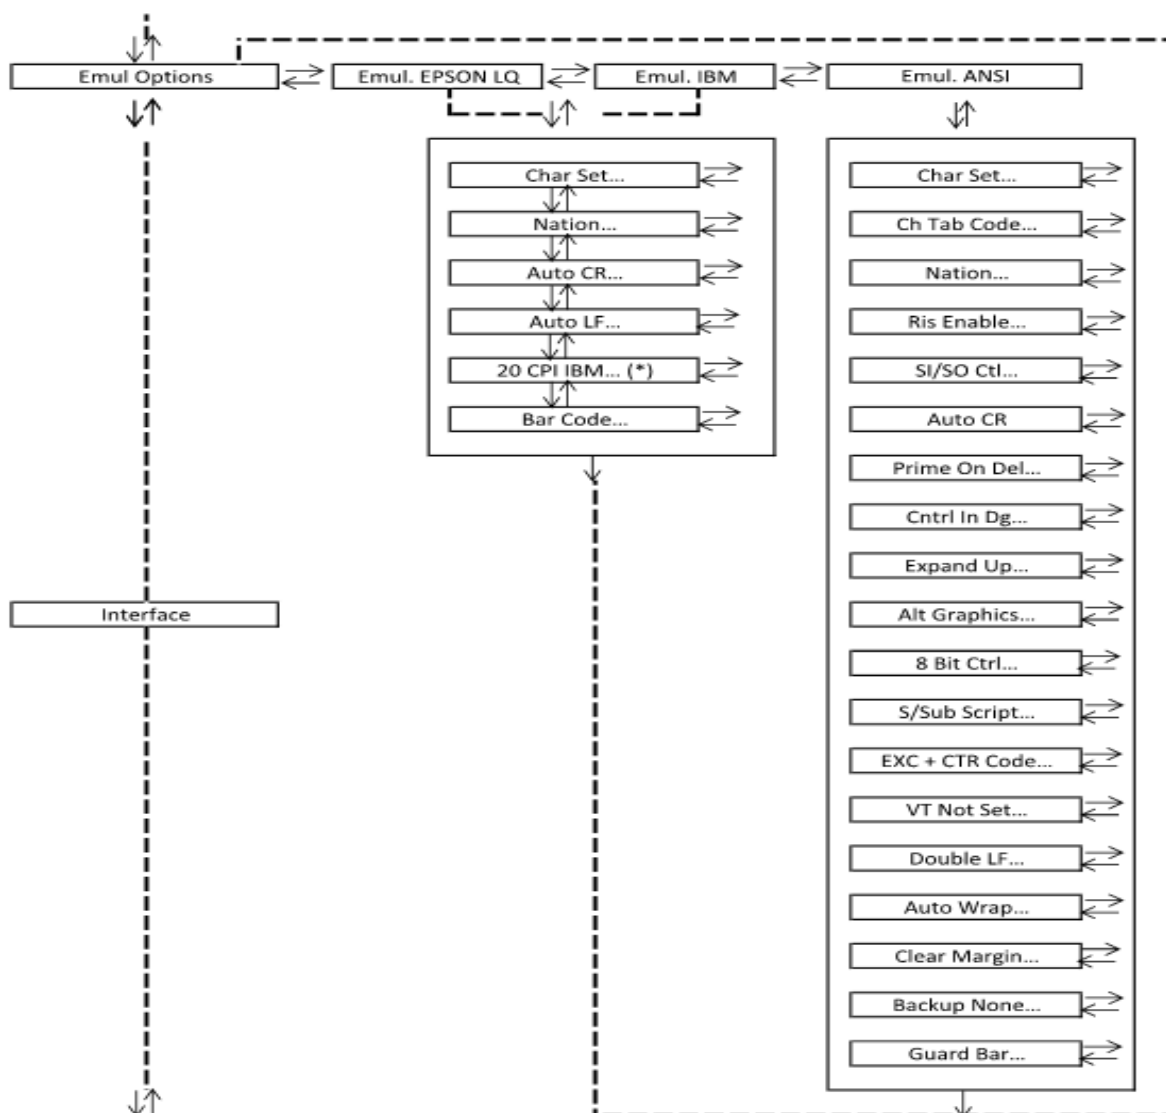 Emul Options
Emul. EPSON LQ
Emul. IBM
Emul. ANSI
Char Set...
Nation...
Auto CR...
Auto LF...
20 CPI IBM... (*)
Bar Code...
Char Set...
Ch Tab Code...
Nation...
Ris Enable...
SI/SO Ctl...
Auto CR
Prime On Del...
Cntrl In Dg...
Expand Up...
Alt Graphics...
8 Bit Ctrl...
S/Sub Script...
EXC + CTR Code...
VT Not Set...
Double LF...
Auto Wrap...
Clear Margin...
Backup None...
Guard Bar...
Interface